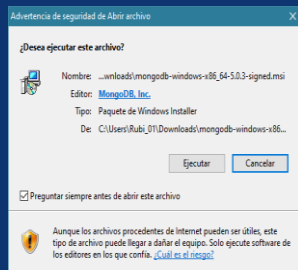 Advertencia de seguridad de Abrir archivo
¿Desea ejecutar este archivo?
Nombre: ...wnloads\mongodb-windows-x86_64-5.0.3-signed.msi
Editor: MongoDB, Inc.
Tipo: Paquete de Windows Installer
De: C:\Users\Rubi_01\Downloads\mongodb-windows-x86...
Ejecutar Cancelar
Preguntar siempre antes de abrir este archivo
Aunque los archivos procedentes de Internet pueden ser útiles, este
tipo de archivo puede llegar a dañar el equipo. Solo ejecute software de
los editores en los que confía. ¿Cuál es el riesgo?